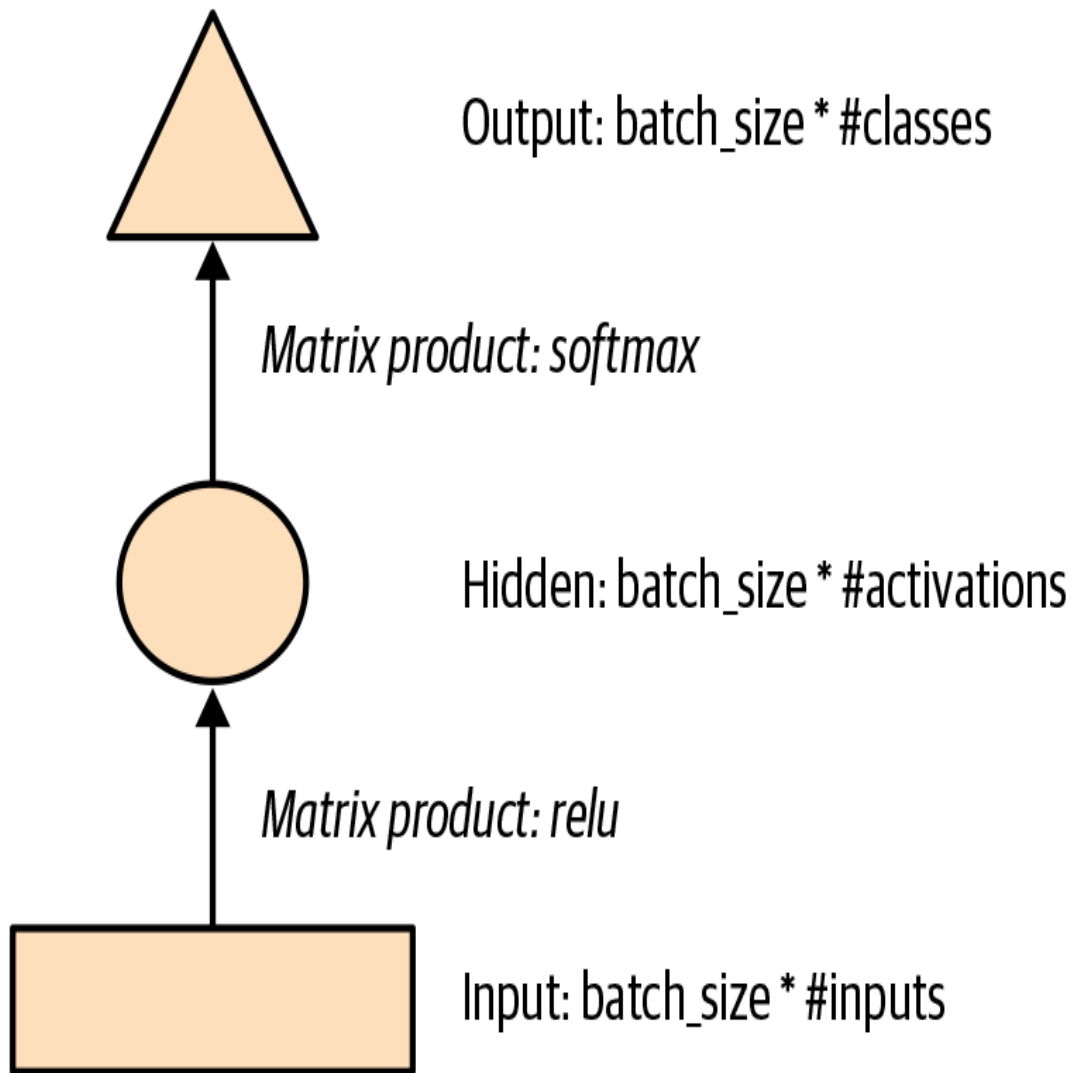 Output: batch_size * #classes
Matrix product: softmax
Hidden: batch_size * #activations
Matrix product: relu
Input: batch_size * #inputs